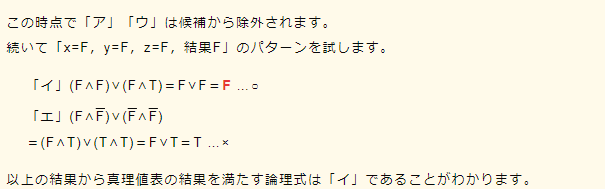 この時点で「ア」「ウ」は候補から除外されます。
続いて「x=F，y=F，z=F，結果F」のパターンを試します。
「イ」(F∧F)∨(F∧T)＝F∨F＝F …○
「エ」(F∧F̅)∨(F̅∧F̅)
＝(F∧T)∨(T∧T)＝F∨T＝T …×
以上の結果から真理値表の結果を満たす論理式は「イ」であることがわかります。